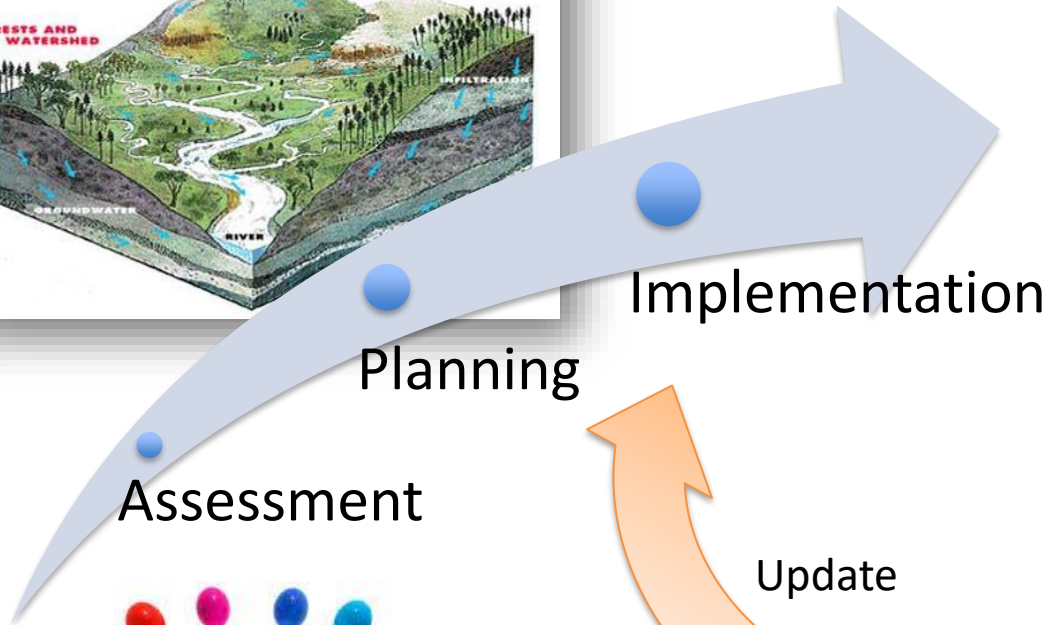 ESTS AND
WATERSHED
INFILTRATION
GROUNDWATER
RIVER
Implementation
Planning
Assessment
Update